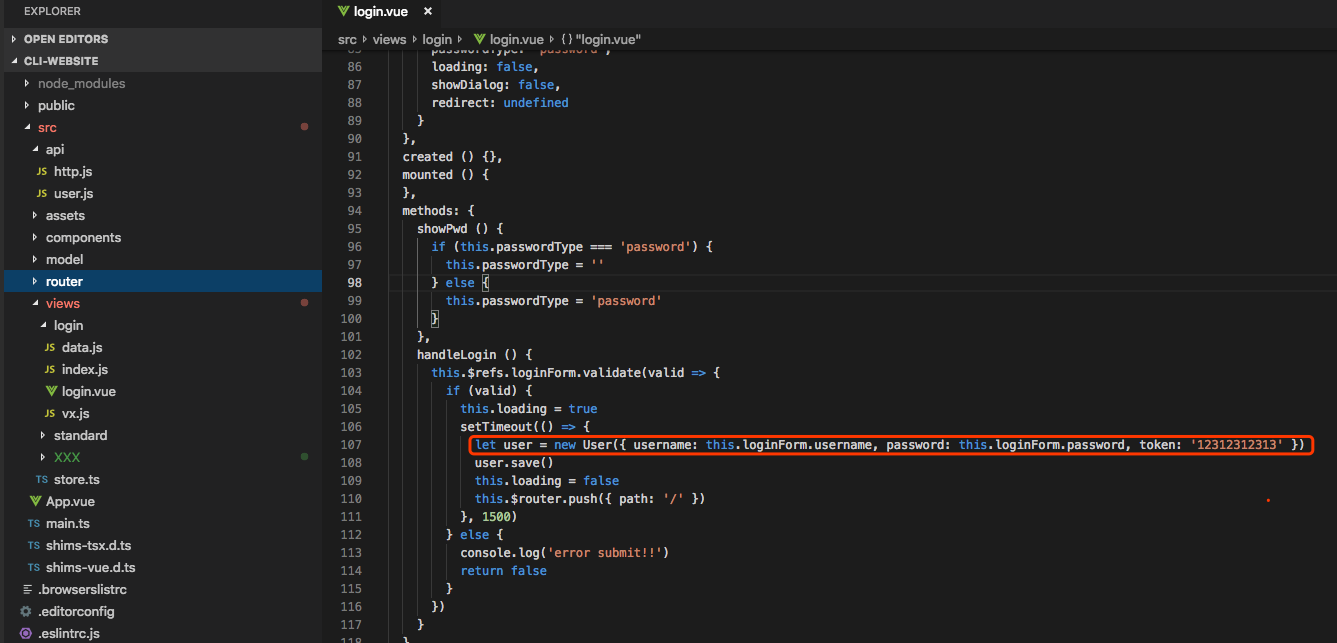 EXPLORER
OPEN EDITORS
CLI-WEBSITE
node_modules
public
src
api
JS http.js
JS user.js
assets
components
model
router
views
login
JS data.js
JS index.js
login.vue
JS vx.js
standard
XXX
TS store.ts
App.vue
TS main.ts
TS shims-tsx.d.ts
TS shims-vue.d.ts
.browserslistrc
.editorconfig
.eslintrc.js
login.vue ×
src views login login.vue {} "login.vue"
85 passwordType: 'password',
86 loading: false,
87 showDialog: false,
88 redirect: undefined
89 }
90 },
91 created () {},
92 mounted () {
93 },
94 methods: {
95 showPwd () {
96 if (this.passwordType === 'password') {
97 this.passwordType = ''
98 } else {
99 this.passwordType = 'password'
100 }
101 },
102 handleLogin () {
103 this.$refs.loginForm.validate(valid => {
104 if (valid) {
105 this.loading = true
106 setTimeout(() => {
107 let user = new User({ username: this.loginForm.username, password: this.loginForm.password, token: '12312312313' })
108 user.save()
109 this.loading = false
110 this.$router.push({ path: '/' })
111 }, 1500)
112 } else {
113 console.log('error submit!!')
114 return false
115 }
116 })
117 }
118 }